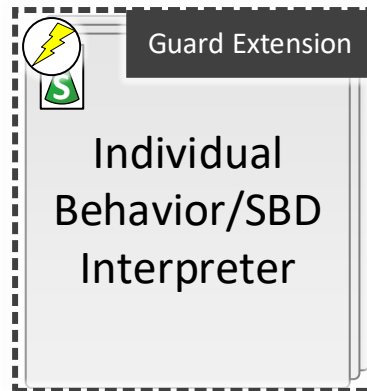 Guard Extension
S
Individual
Behavior/SBD
Interpreter